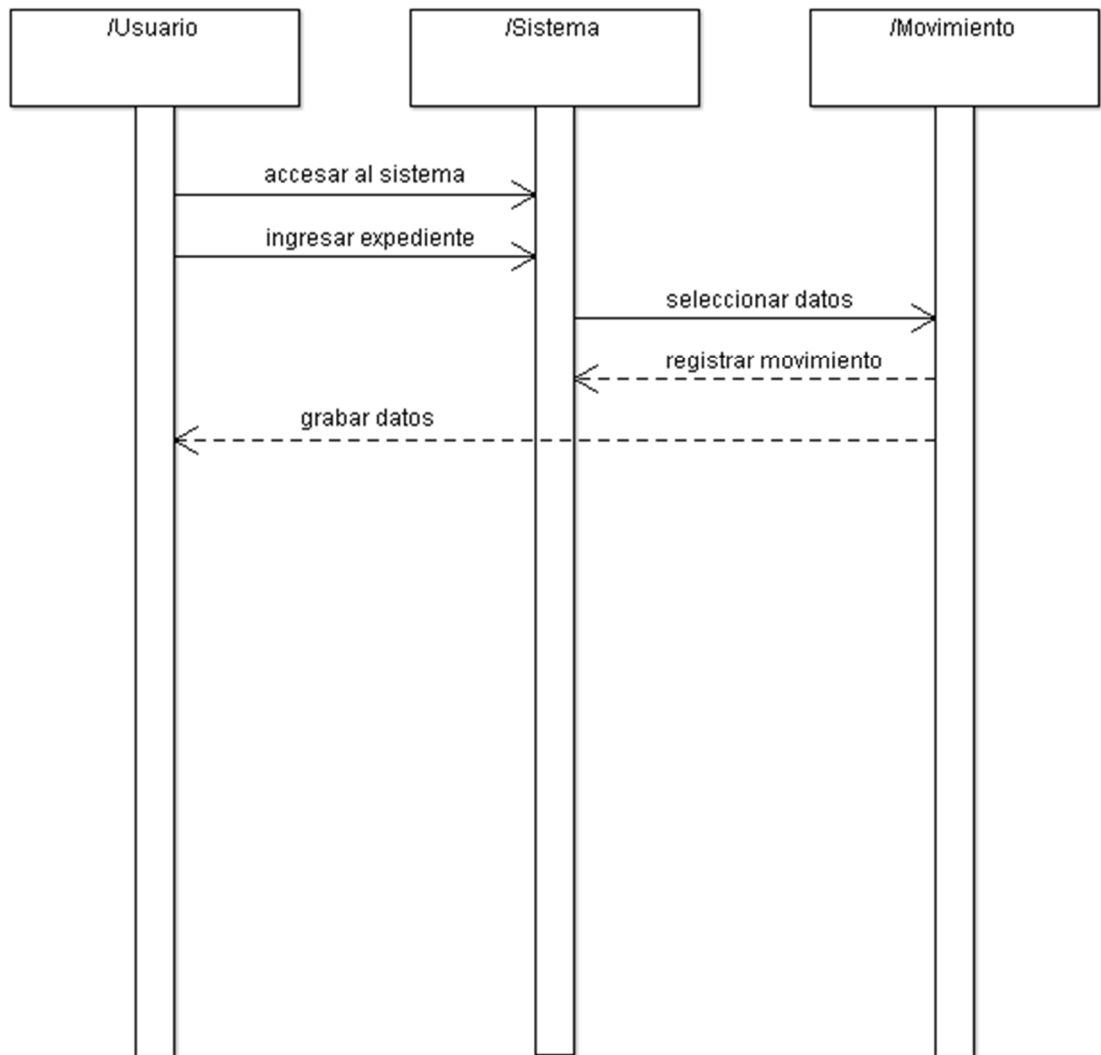 /Usuario
/Sistema
/Movimiento
accesar al sistema
ingresar expediente
seleccionar datos
registrar movimiento
grabar datos